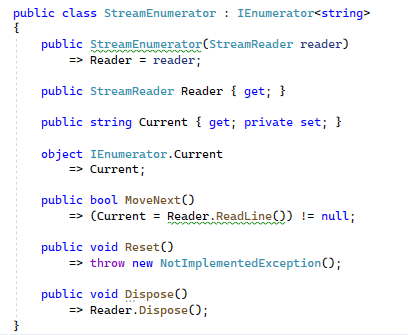 public class StreamEnumerator : IEnumerator<string>
{
    public StreamEnumerator(StreamReader reader)
        => Reader = reader;

    public StreamReader Reader { get; }

    public string Current { get; private set; }

    object IEnumerator.Current
        => Current;

    public bool MoveNext()
        => (Current = Reader.ReadLine()) != null;

    public void Reset()
        => throw new NotImplementedException();

    public void Dispose()
        => Reader.Dispose();
}